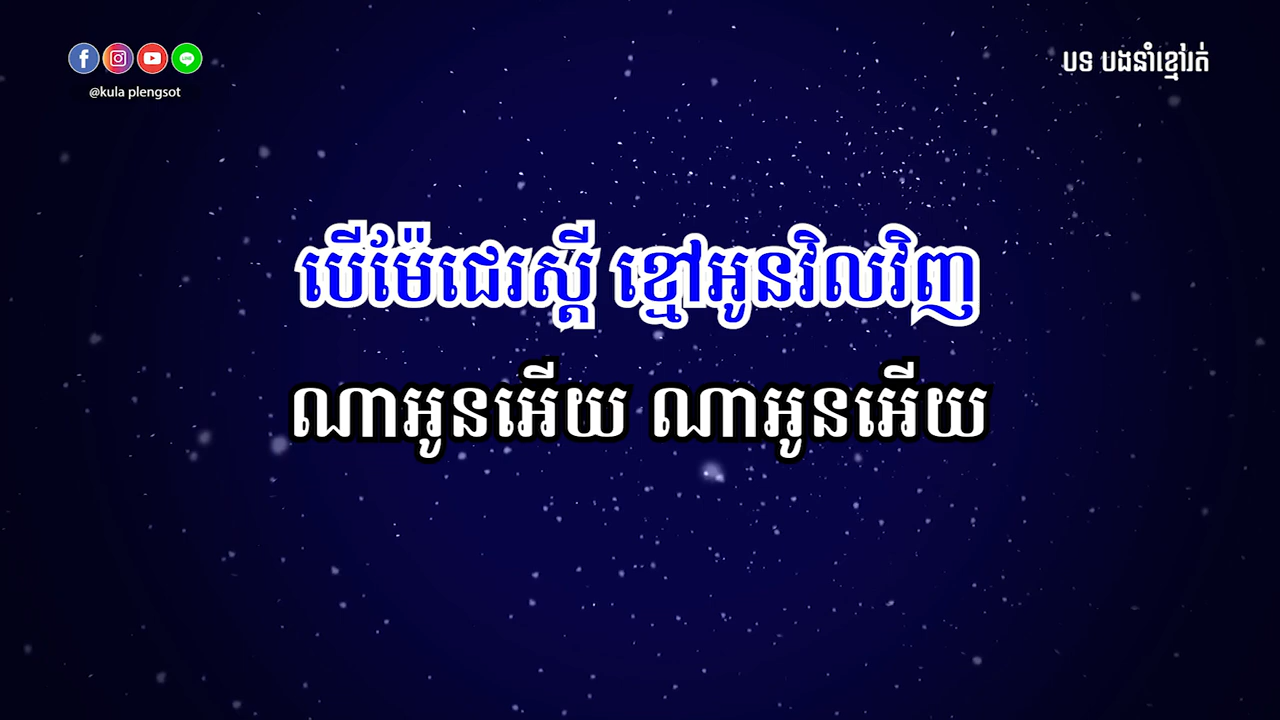 @kula plengsot
បទ បងនាំខ្មៅរត់
បើម៉ែជេរស្ដី ខ្មៅអូនវិលវិញ
ណាអូនអើយ ណាអូនអើយ